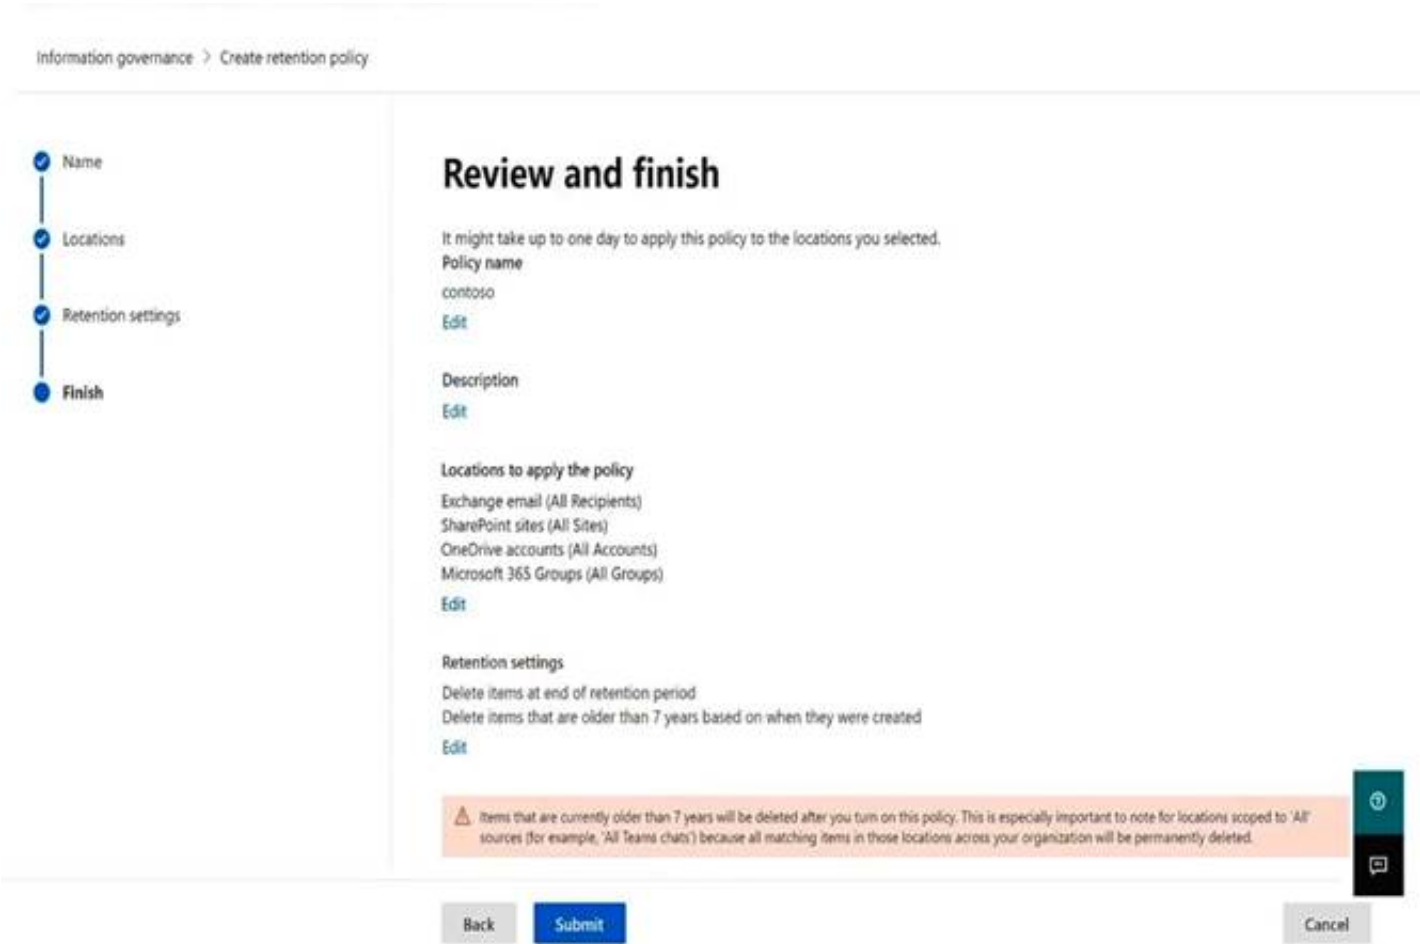 Information governance > Create retention policy
Name
Locations
Retention settings
Finish
Review and finish
It might take up to one day to apply this policy to the locations you selected.
Policy name
contoso
Edit
Description
Edit
Locations to apply the policy
Exchange email (All Recipients)
SharePoint sites (All Sites)
OneDrive accounts (All Accounts)
Microsoft 365 Groups (All Groups)
Edit
Retention settings
Delete items at end of retention period
Delete items that are older than 7 years based on when they were created
Edit
Items that are currently older than 7 years will be deleted after you turn on this policy. This is especially important to note for locations scoped to 'All'
sources (for example, 'All Teams chats') because all matching items in those locations across your organization will be permanently deleted.
Back
Submit
Cancel